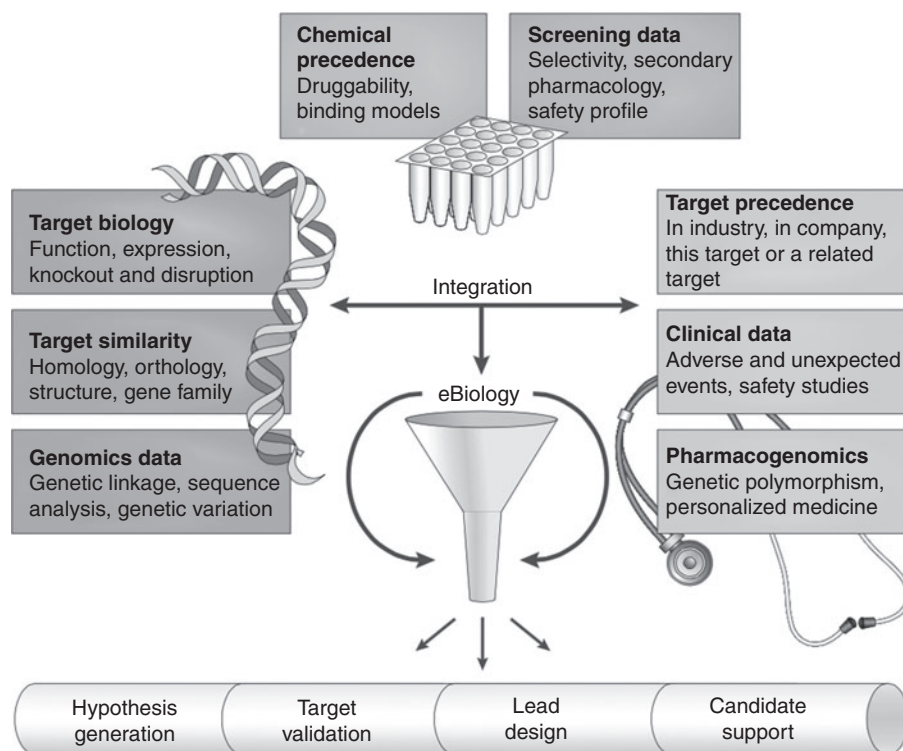 Chemical
precedence
Druggability,
binding models
Screening data
Selectivity, secondary
pharmacology,
safety profile
Target biology
Function, expression,
knockout and disruption
Target similarity
Homology, orthology,
structure, gene family
Genomics data
Genetic linkage, sequence
analysis, genetic variation
Integration
eBiology
Target precedence
In industry, in company,
this target or a related
target
Clinical data
Adverse and unexpected
events, safety studies
Pharmacogenomics
Genetic polymorphism,
personalized medicine
Hypothesis
generation
Target
validation
Lead
design
Candidate
support